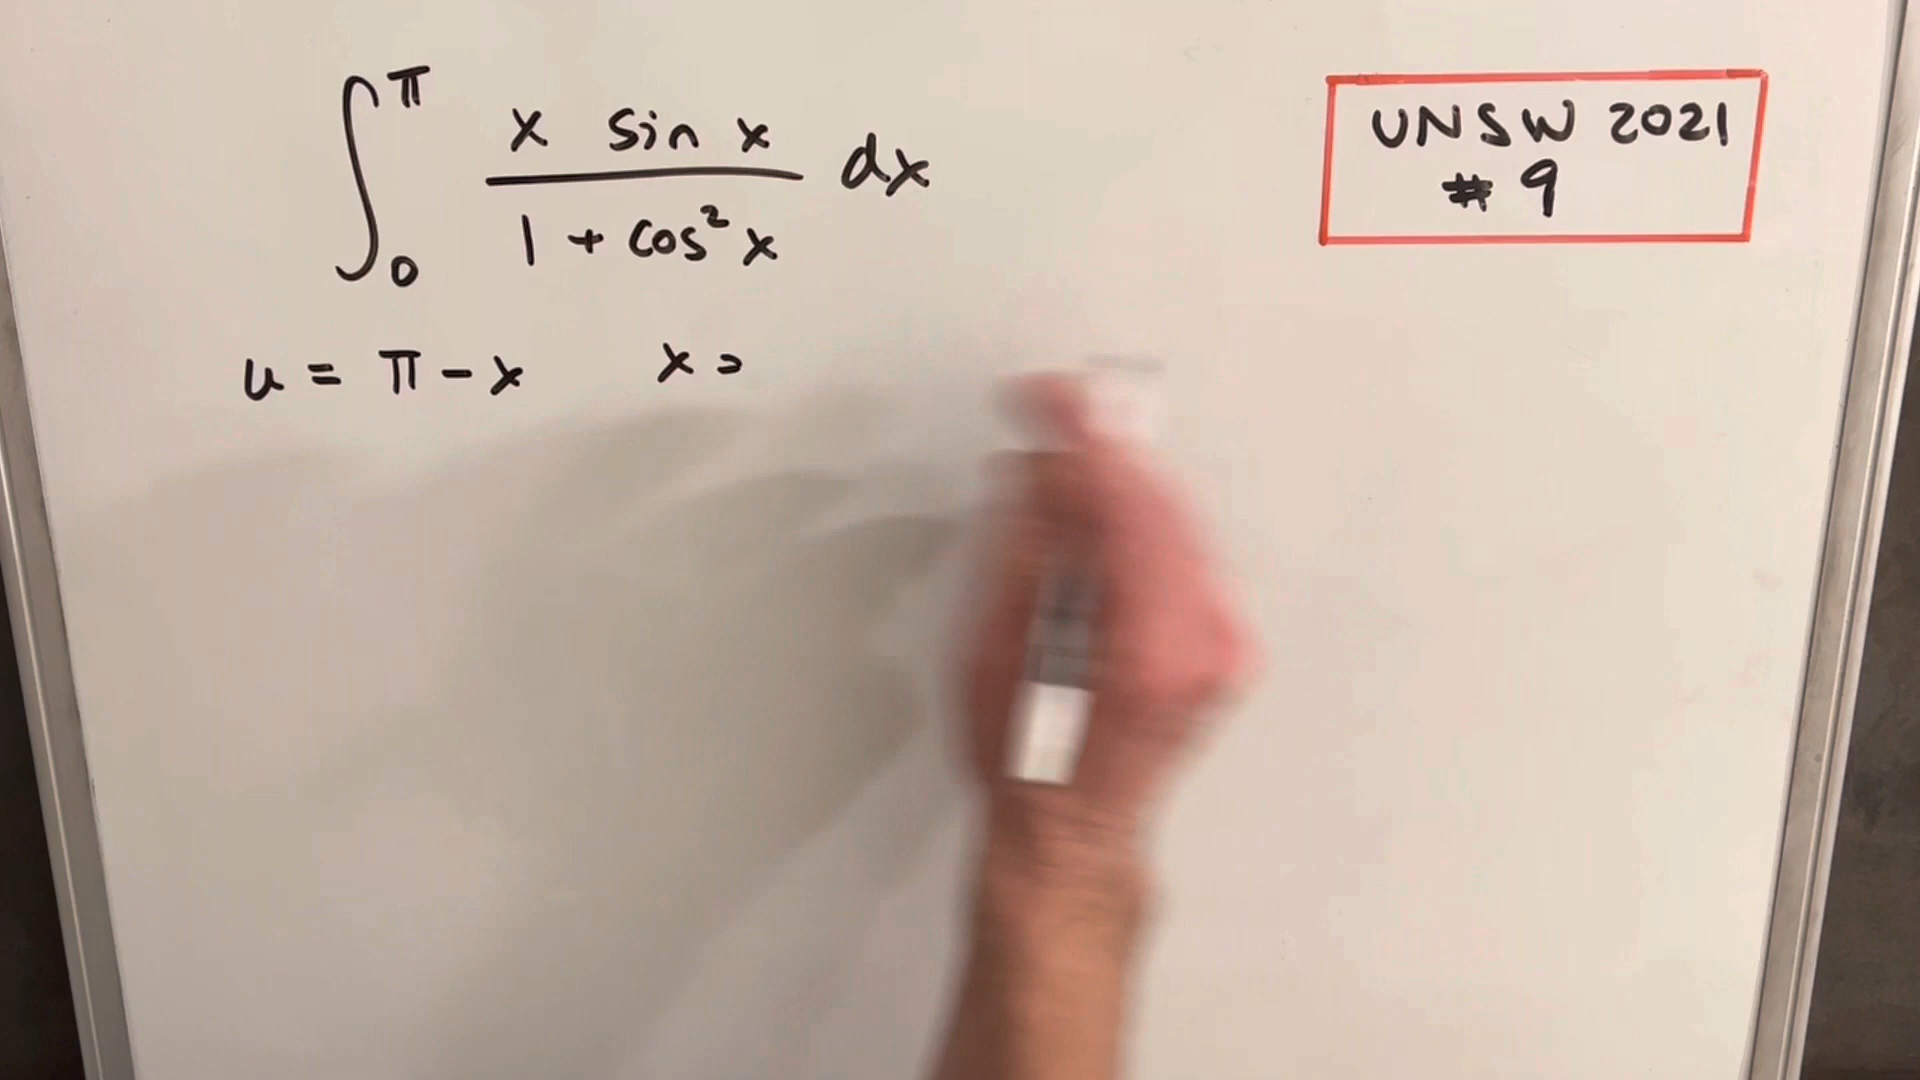 ∫₀^π (x sin x)/(1 + cos² x) dx
UNSW 2021
# 9
u = π - x x =